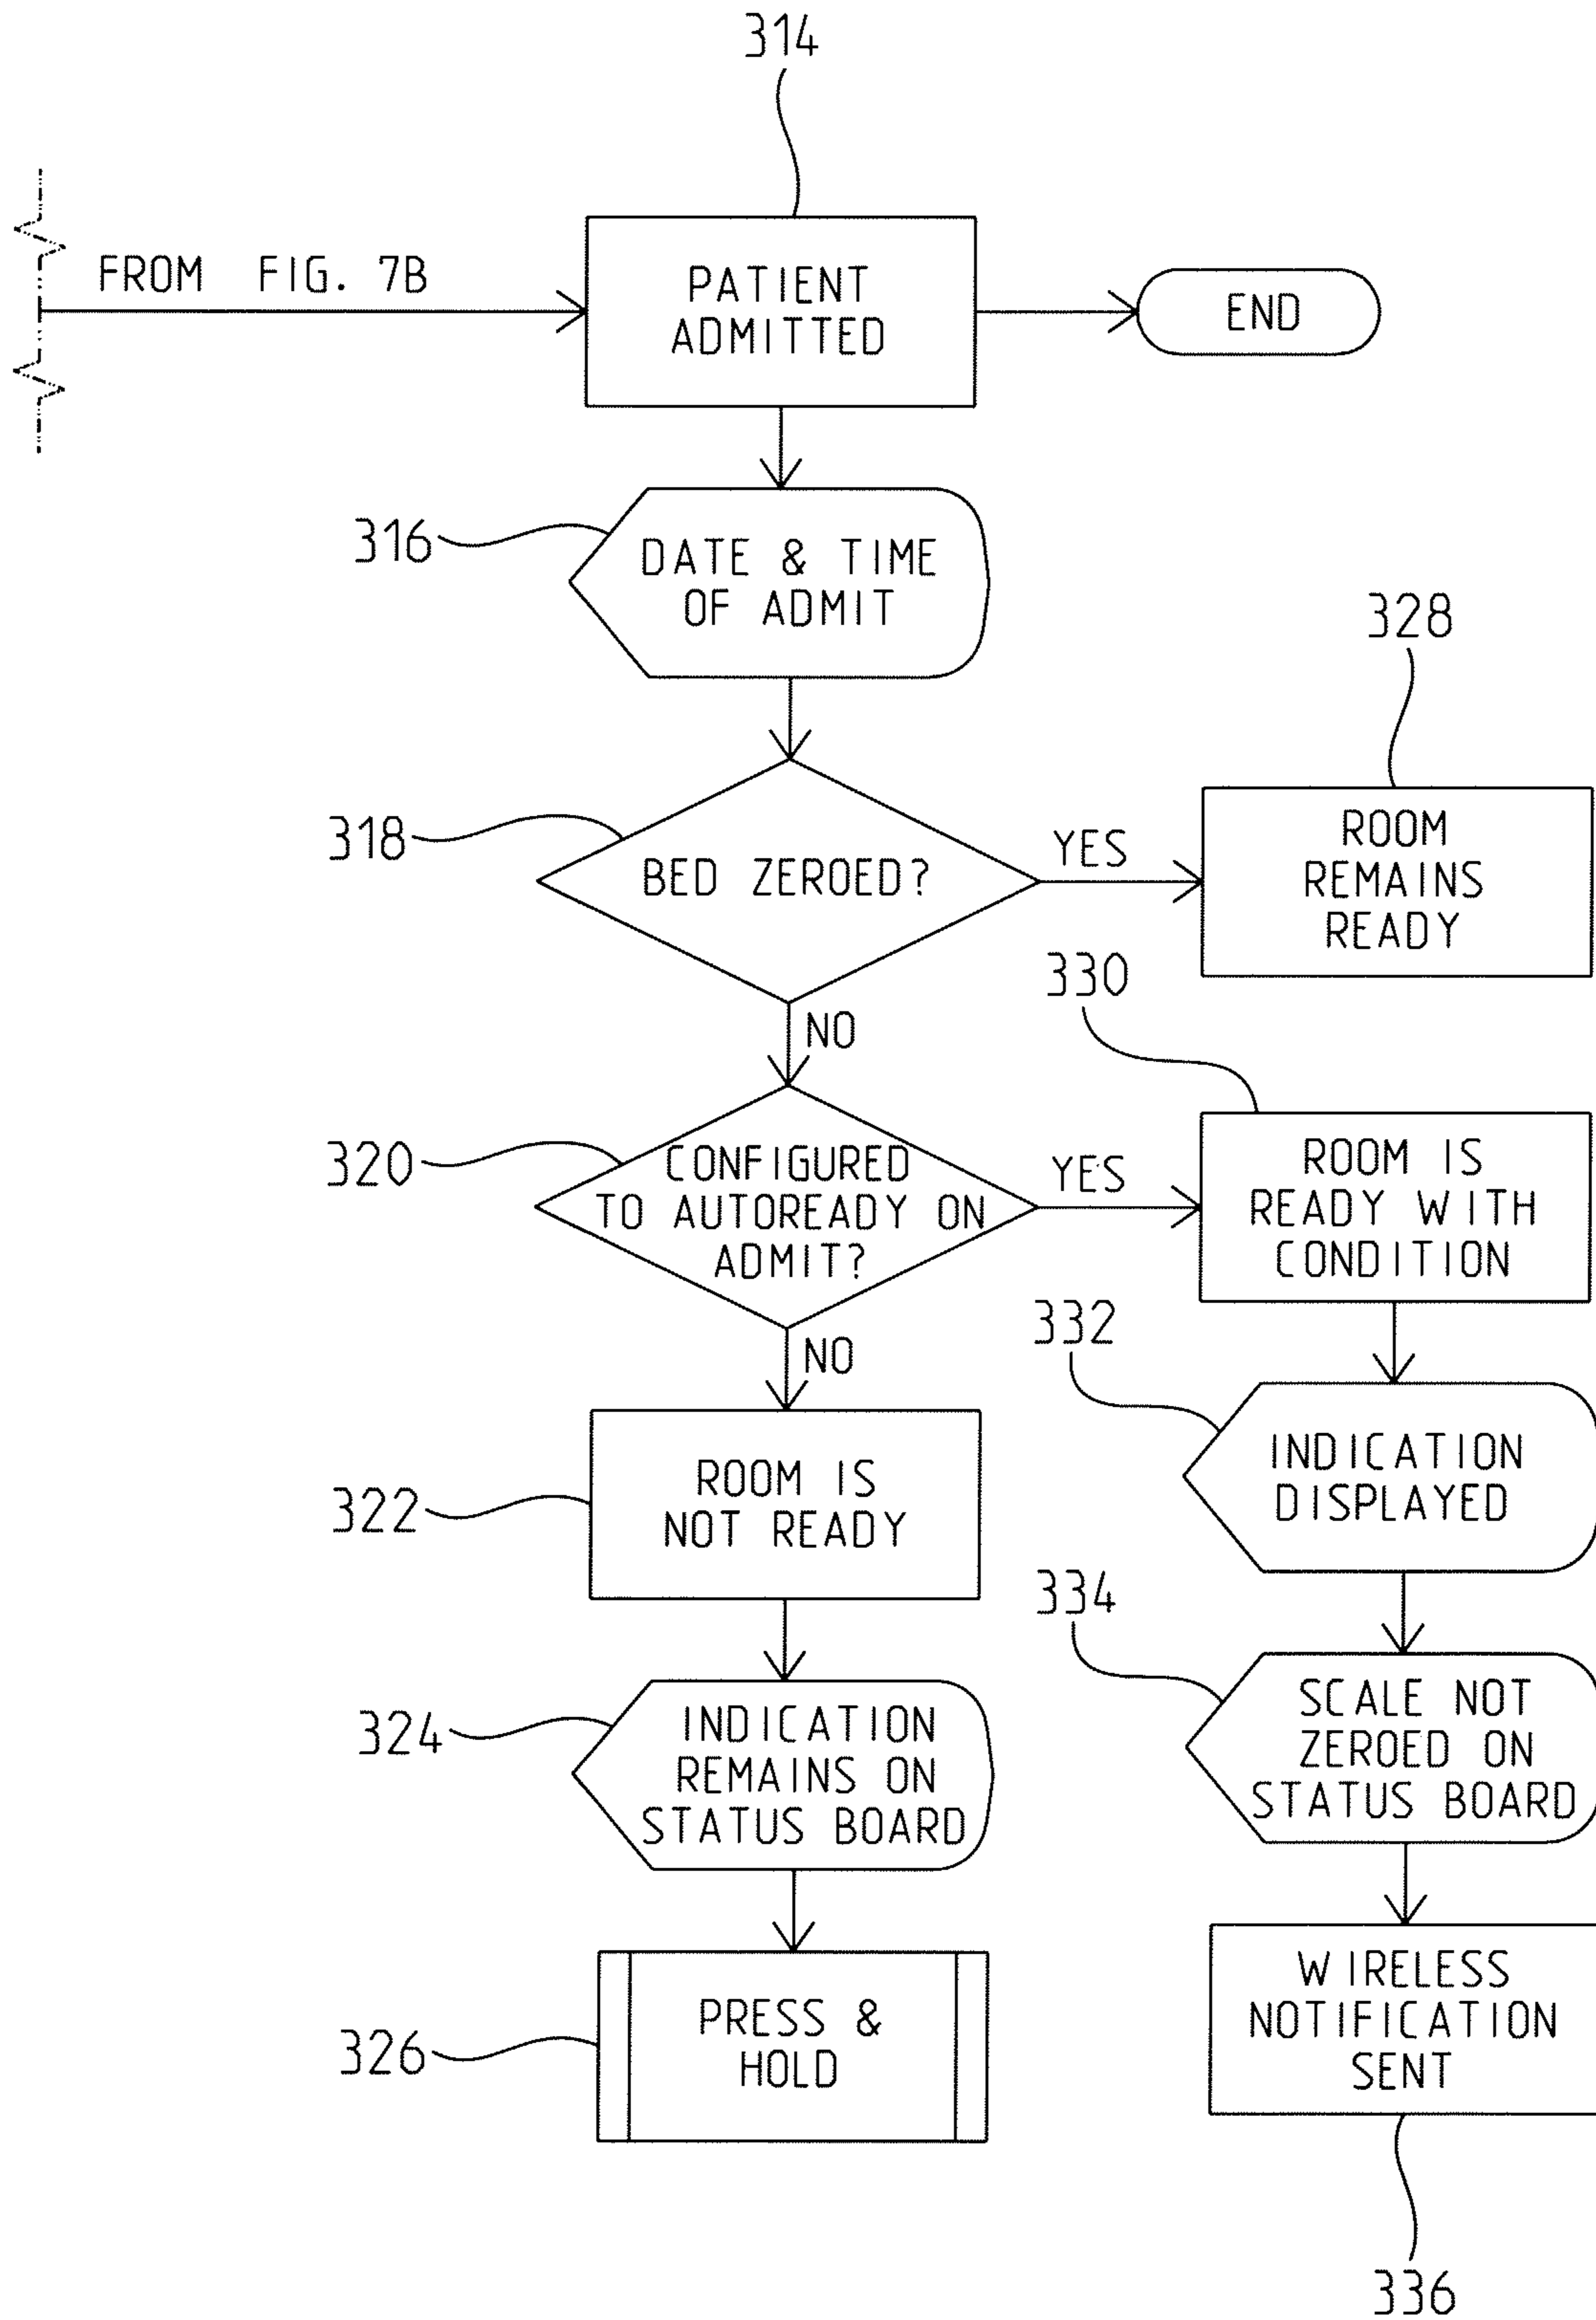 314
FROM FIG. 7B
PATIENT
ADMITTED
END
316
DATE & TIME
OF ADMIT
328
318
BED ZEROED?
YES
ROOM
REMAINS
READY
NO
330
320
CONFIGURED
TO AUTOREADY ON
ADMIT?
YES
ROOM IS
READY WITH
CONDITION
NO
332
322
ROOM IS
NOT READY
INDICATION
DISPLAYED
334
324
INDICATION
REMAINS ON
STATUS BOARD
SCALE NOT
ZEROED ON
STATUS BOARD
326
PRESS &
HOLD
WIRELESS
NOTIFICATION
SENT
336